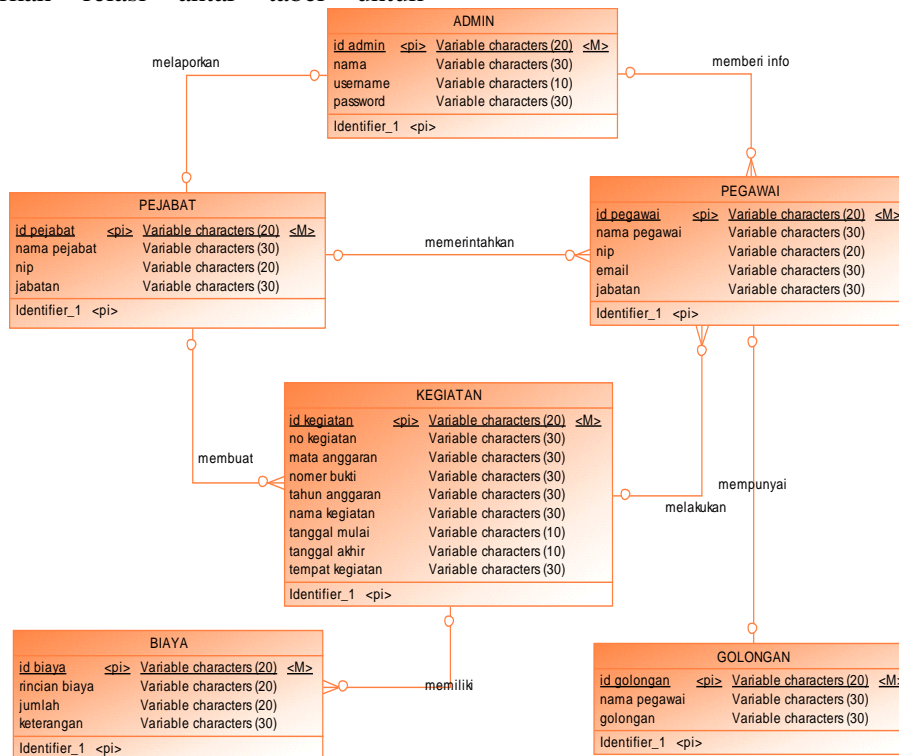 relasi antar tabel untuk
ADMIN
id admin <pi> Variable characters (20) <M>
nama Variable characters (30)
username Variable characters (10)
password Variable characters (30)
Identifier_1 <pi>
melaporkan
memberi info
PEJABAT
id pejabat <pi> Variable characters (20) <M>
nama pejabat Variable characters (30)
nip Variable characters (20)
jabatan Variable characters (30)
Identifier_1 <pi>
memerintahkan
PEGAWAI
id pegawai <pi> Variable characters (20) <M>
nama pegawai Variable characters (30)
nip Variable characters (20)
email Variable characters (30)
jabatan Variable characters (30)
Identifier_1 <pi>
membuat
KEGIATAN
id kegiatan <pi> Variable characters (20) <M>
no kegiatan Variable characters (30)
mata anggaran Variable characters (30)
nomer bukti Variable characters (30)
tahun anggaran Variable characters (30)
nama kegiatan Variable characters (30)
tanggal mulai Variable characters (10)
tanggal akhir Variable characters (10)
tempat kegiatan Variable characters (30)
Identifier_1 <pi>
mempunyai
melakukan
BIAYA
id biaya <pi> Variable characters (20) <M>
rincian biaya Variable characters (20)
jumlah Variable characters (20)
keterangan Variable characters (30)
Identifier_1 <pi>
memiliki
GOLONGAN
id golongan <pi> Variable characters (20) <M>
nama pegawai Variable characters (30)
golongan Variable characters (30)
Identifier_1 <pi>